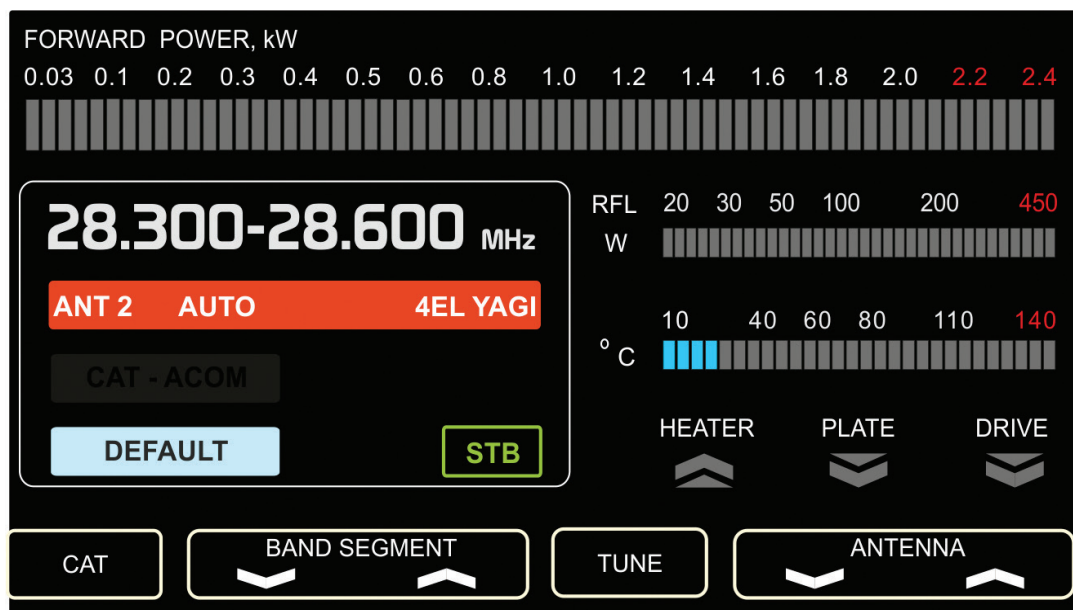 FORWARD POWER, kW
0.03 0.1 0.2 0.3 0.4 0.5 0.6 0.8 1.0 1.2 1.4 1.6 1.8 2.0 2.2 2.4
28.300-28.600 MHz
ANT 2 AUTO 4EL YAGI
CAT - ACOM
DEFAULT STB
RFL 20 30 50 100 200 450
W
10 40 60 80 110 140
° C
HEATER PLATE DRIVE
CAT BAND SEGMENT TUNE ANTENNA